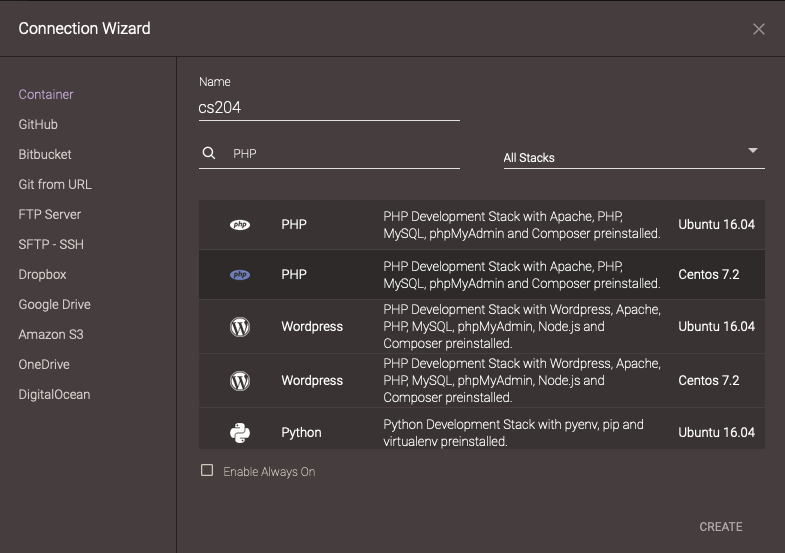 Connection Wizard
Container
GitHub
Bitbucket
Git from URL
FTP Server
SFTP - SSH
Dropbox
Google Drive
Amazon S3
OneDrive
DigitalOcean
Name
cs204
PHP
All Stacks
php PHP PHP Development Stack with Apache, PHP, Ubuntu 16.04
MySQL, phpMyAdmin and Composer preinstalled.
php PHP PHP Development Stack with Apache, PHP, Centos 7.2
MySQL, phpMyAdmin and Composer preinstalled.
Wordpress PHP Development Stack with Wordpress, Apache, Ubuntu 16.04
PHP, MySQL, phpMyAdmin, Node.js and
Composer preinstalled.
Wordpress PHP Development Stack with Wordpress, Apache, Centos 7.2
PHP, MySQL, phpMyAdmin, Node.js and
Composer preinstalled.
Python Python Development Stack with pyenv, pip and Ubuntu 16.04
virtualenv preinstalled.
Enable Always On
CREATE